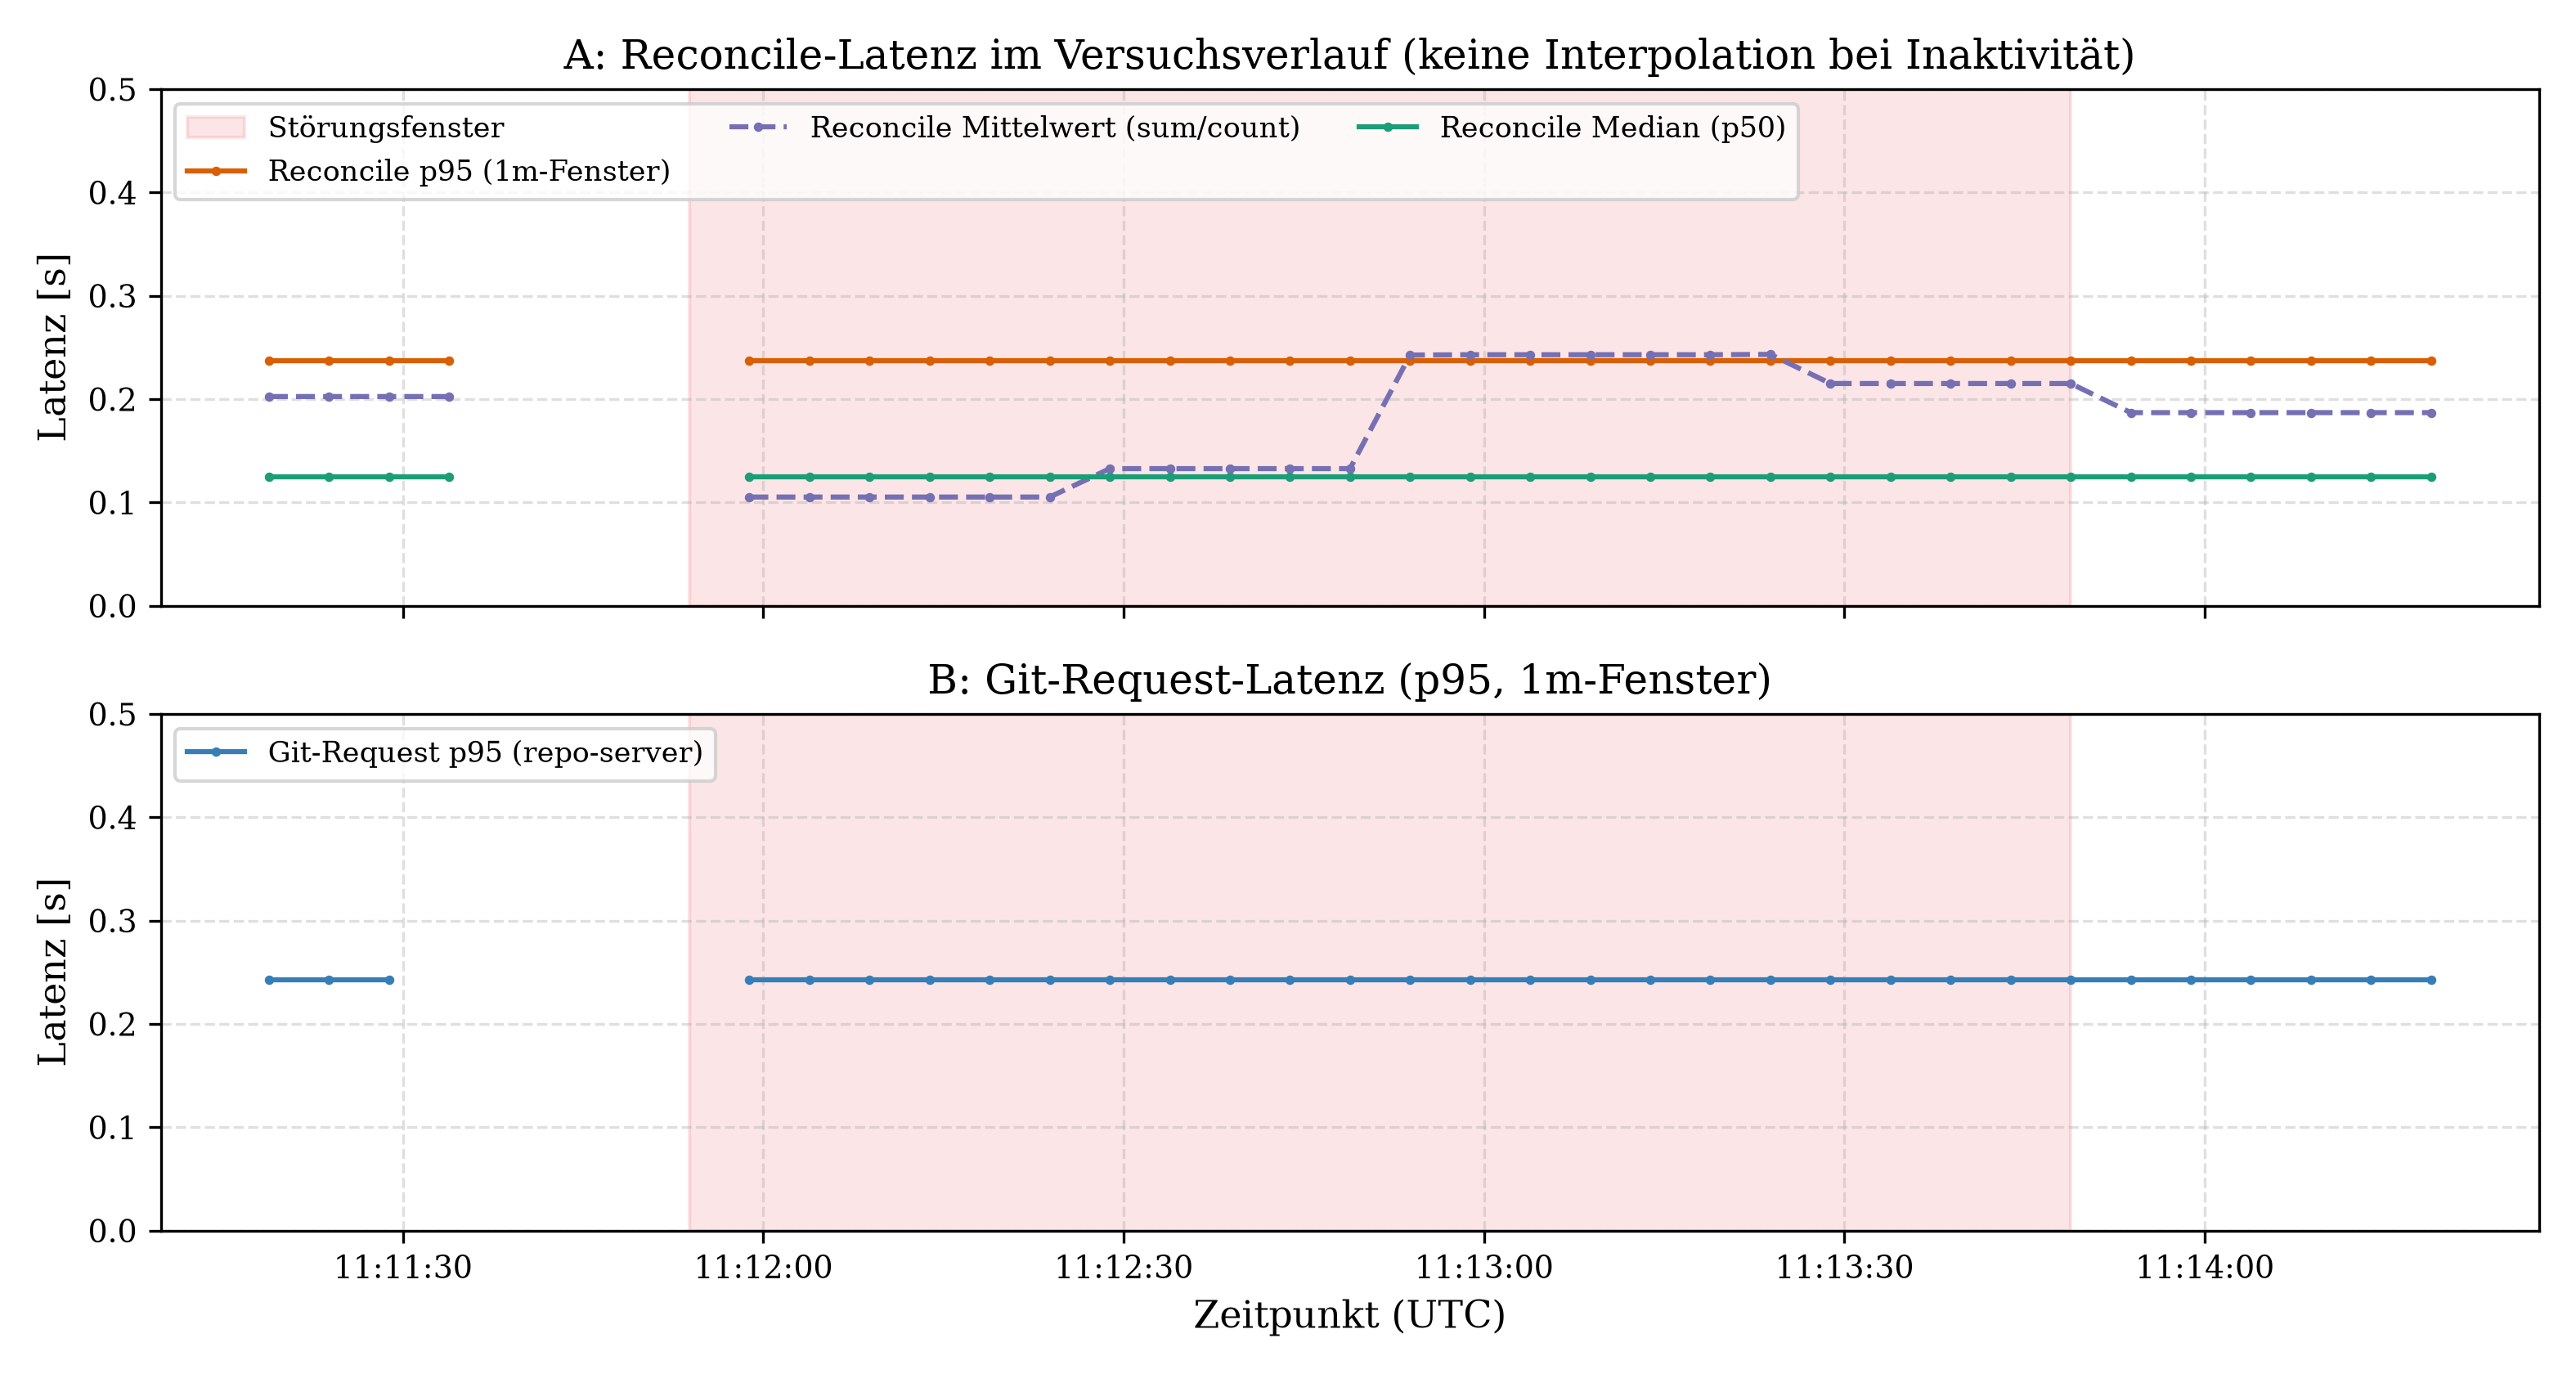 A: Reconcile-Latenz im Versuchsverlauf (keine Interpolation bei Inaktivität)
0.5
0.4
0.3
0.2
0.1
0.0
Latenz [s]
Störungsfenster
Reconcile p95 (1m-Fenster)
Reconcile Mittelwert (sum/count)
Reconcile Median (p50)
B: Git-Request-Latenz (p95, 1m-Fenster)
0.5
0.4
0.3
0.2
0.1
0.0
Latenz [s]
Git-Request p95 (repo-server)
11:11:30 11:12:00 11:12:30 11:13:00 11:13:30 11:14:00
Zeitpunkt (UTC)